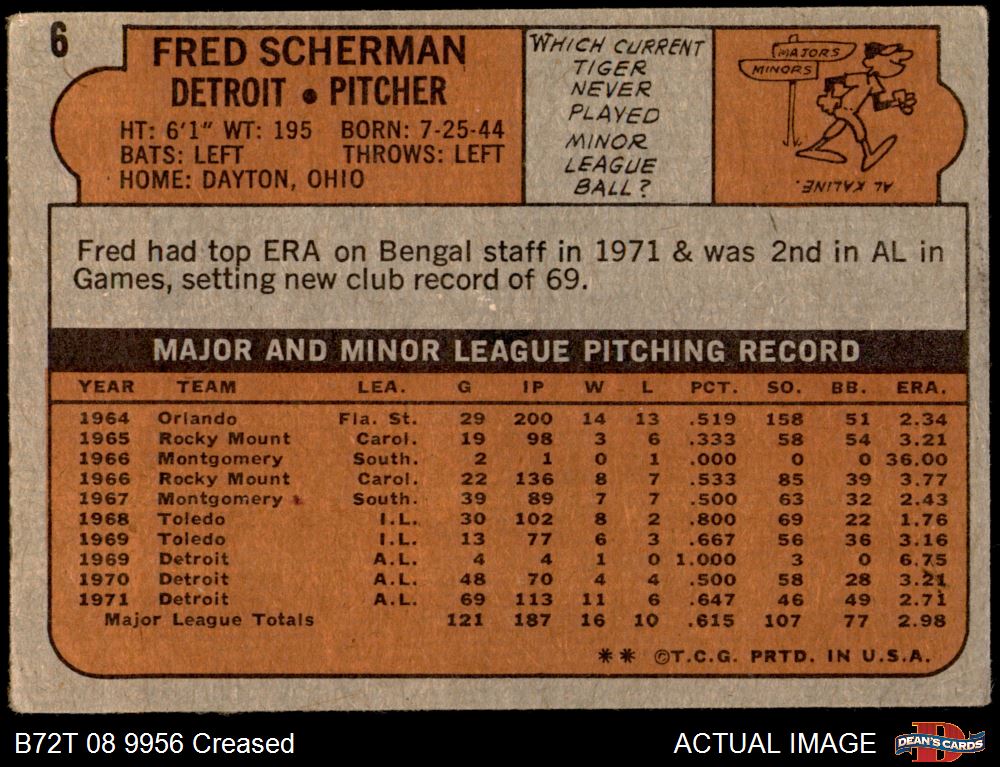 6
FRED SCHERMAN
DETROIT • PITCHER
HT: 6'1" WT: 195 BORN: 7-25-44
BATS: LEFT THROWS: LEFT
HOME: DAYTON, OHIO
WHICH CURRENT
TIGER
NEVER
PLAYED
MINOR
LEAGUE
BALL?
MAJORS
MINORS
AL KALINE.
Fred had top ERA on Bengal staff in 1971 & was 2nd in AL in
Games, setting new club record of 69.
MAJOR AND MINOR LEAGUE PITCHING RECORD
YEAR TEAM LEA. G IP W L PCT. SO. BB. ERA.
1964 Orlando Fla. St. 29 200 14 13 .519 158 51 2.34
1965 Rocky Mount Carol. 19 98 3 6 .333 58 54 3.21
1966 Montgomery South. 2 1 0 1 .000 0 0 36.00
1966 Rocky Mount Carol. 22 136 8 7 .533 85 39 3.77
1967 Montgomery South. 39 89 7 7 .500 63 32 2.43
1968 Toledo I.L. 30 102 8 2 .800 69 22 1.76
1969 Toledo I.L. 13 77 6 3 .667 56 36 3.16
1969 Detroit A.L. 4 4 1 0 1.000 3 0 6.75
1970 Detroit A.L. 48 70 4 4 .500 58 28 3.21
1971 Detroit A.L. 69 113 11 6 .647 46 49 2.71
Major League Totals 121 187 16 10 .615 107 77 2.98
** ©T.C.G. PRTD. IN U.S.A.
B72T 08 9956 Creased
ACTUAL IMAGE
D
DEAN'S CARDS